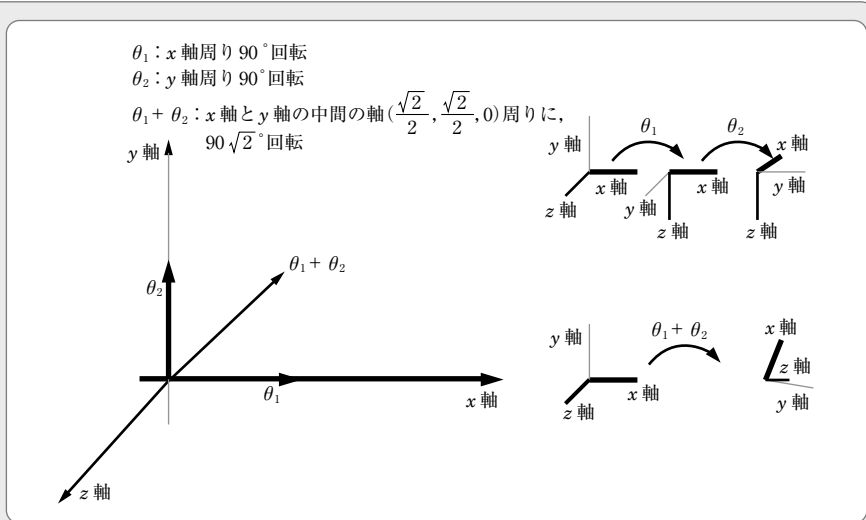 θ₁：x 軸周り 90°回転
θ₂：y 軸周り 90°回転
θ₁＋θ₂：x 軸と y 軸の中間の軸(√2/2, √2/2, 0)周りに，
90√2°回転
y 軸
θ₂
θ₁＋θ₂
θ₁
x 軸
z 軸
y 軸
x 軸
z 軸
θ₁
y 軸
x 軸
z 軸
θ₂
x 軸
y 軸
z 軸
y 軸
x 軸
z 軸
θ₁＋θ₂
x 軸
z 軸
y 軸